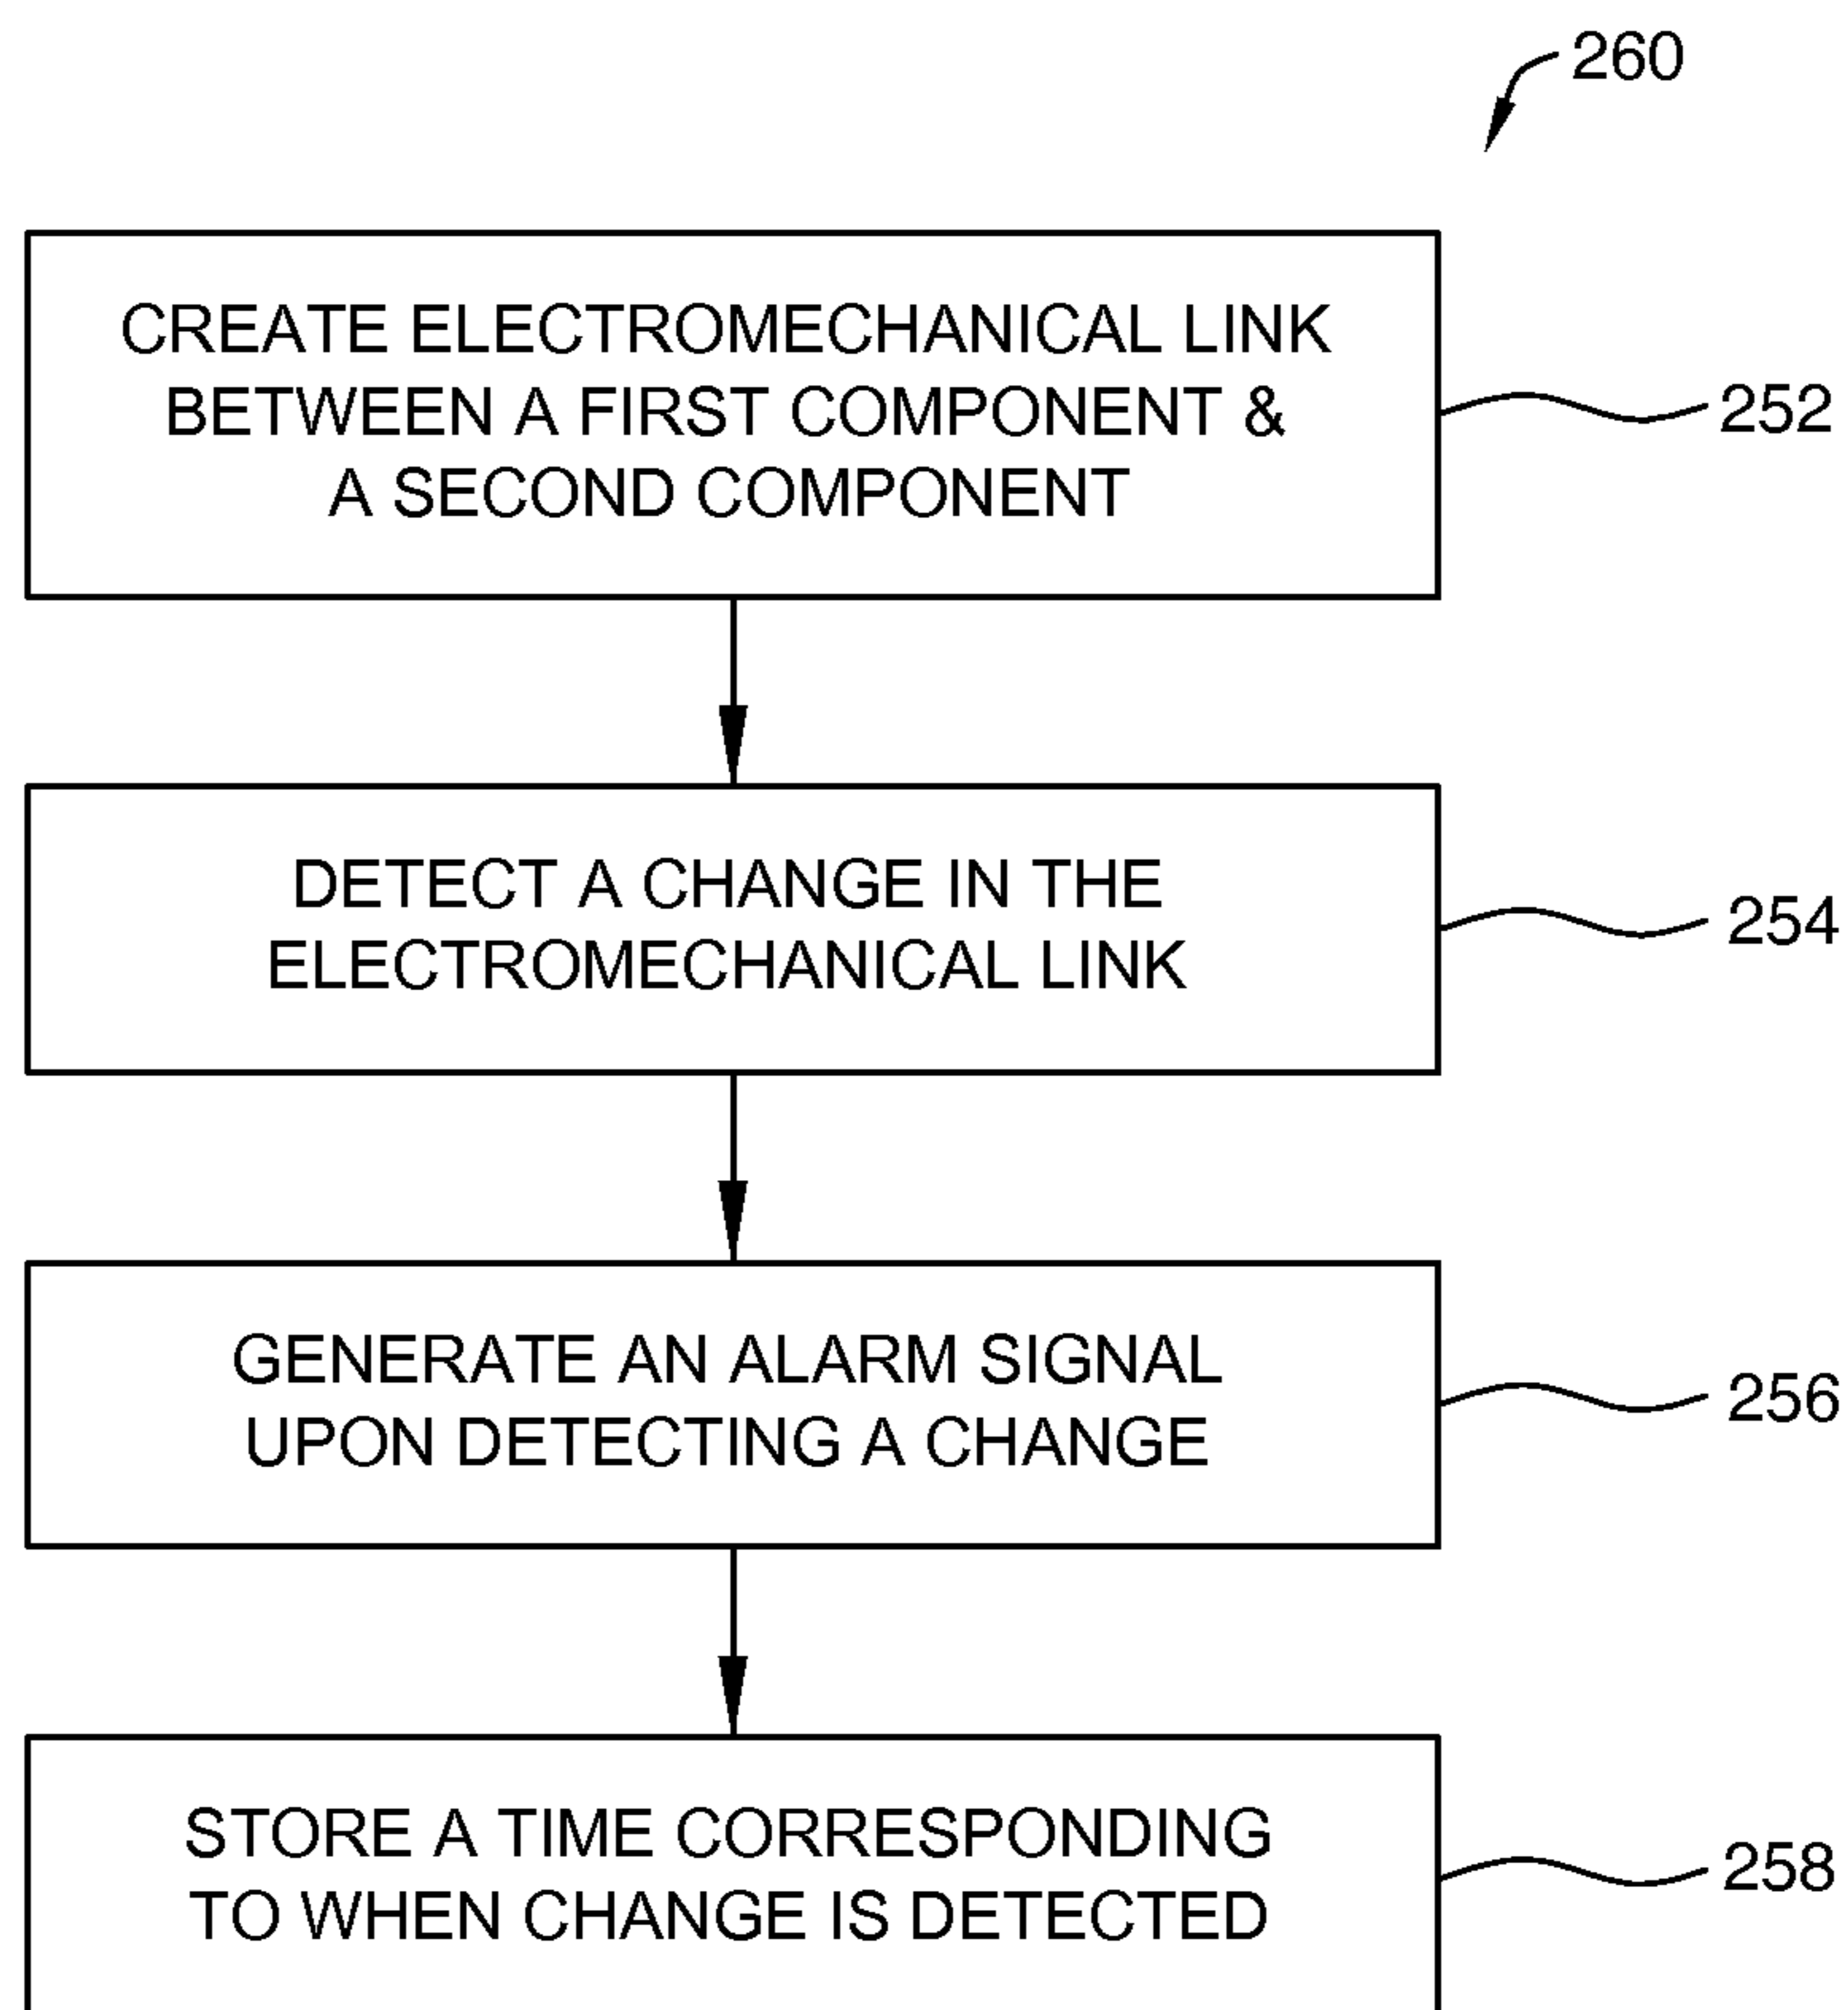 260
CREATE ELECTROMECHANICAL LINK
BETWEEN A FIRST COMPONENT &
A SECOND COMPONENT
252
DETECT A CHANGE IN THE
ELECTROMECHANICAL LINK
254
GENERATE AN ALARM SIGNAL
UPON DETECTING A CHANGE
256
STORE A TIME CORRESPONDING
TO WHEN CHANGE IS DETECTED
258